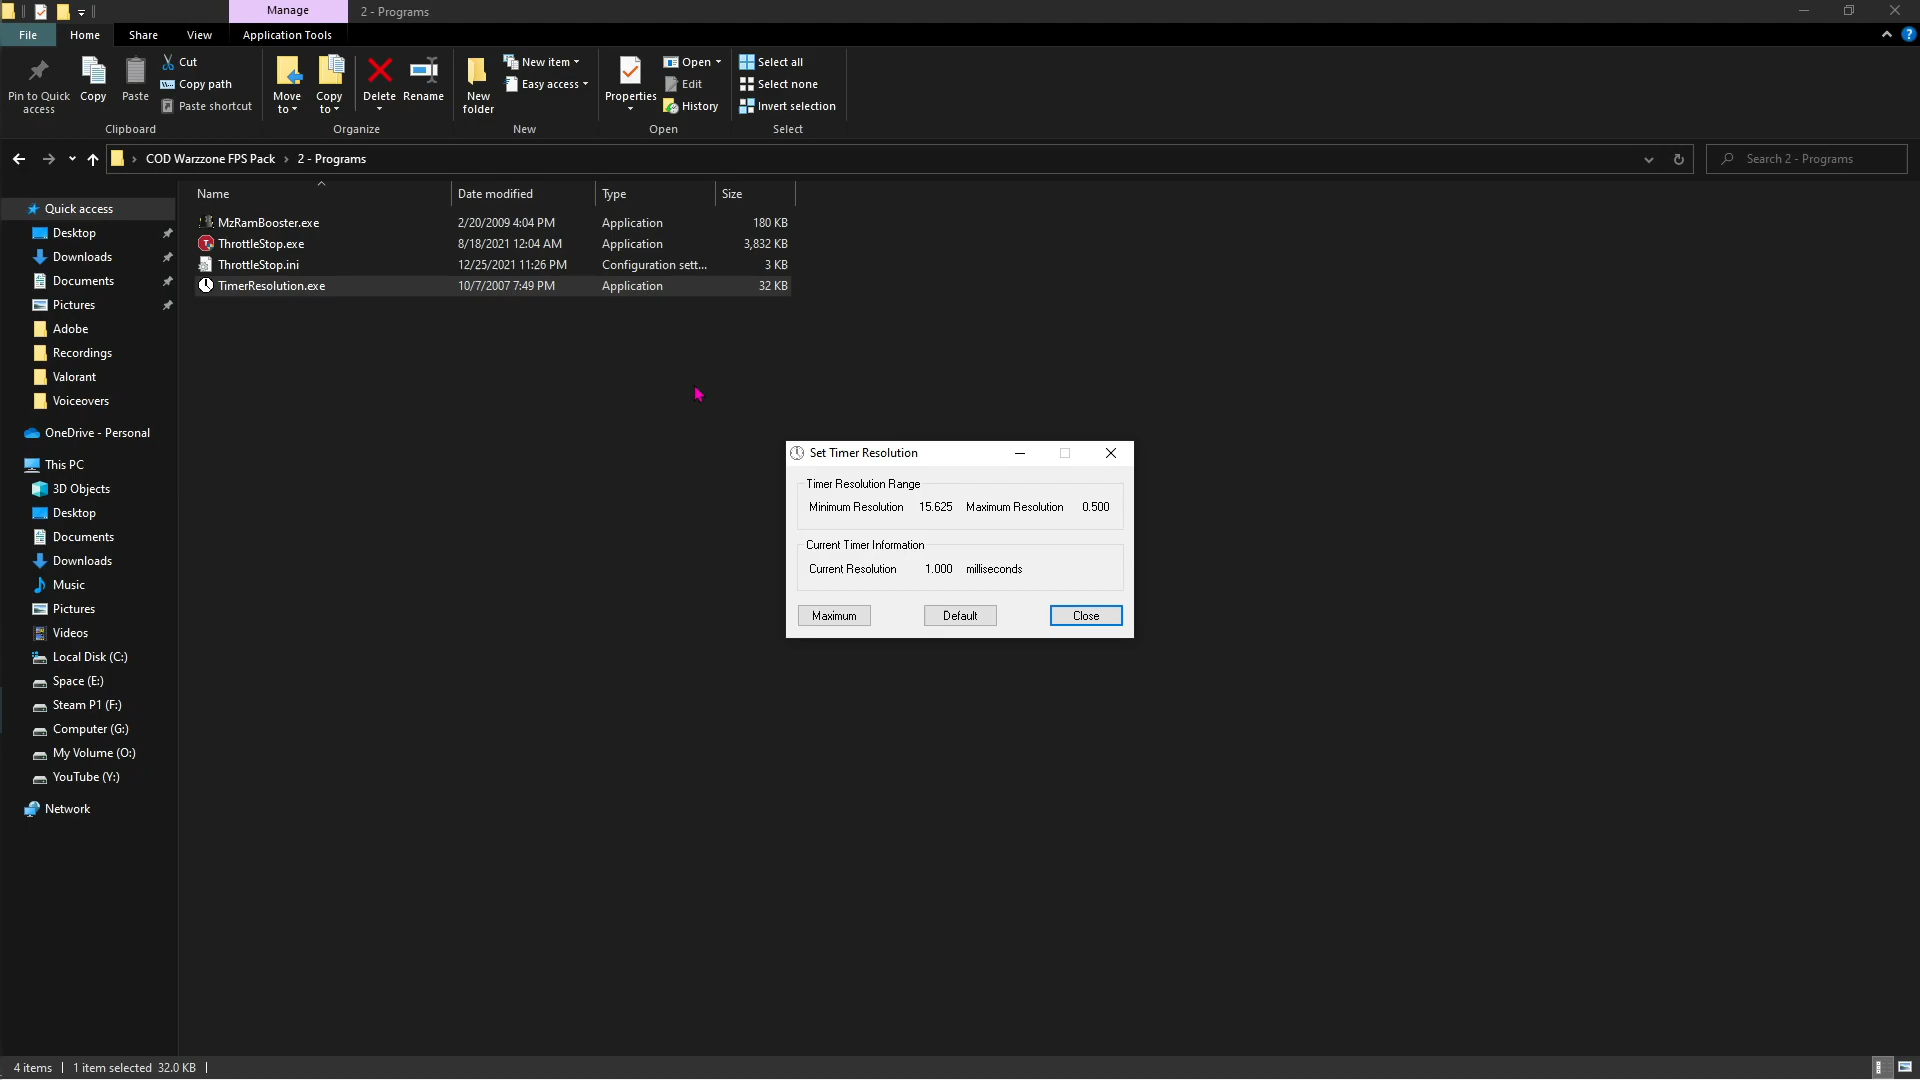 Manage
2 - Programs
File
Home
Share
View
Application Tools
Pin to Quick
access
Copy
Paste
Cut
Copy path
Paste shortcut
Clipboard
Move
to
Copy
to
Delete
Rename
Organize
New
folder
New item
Easy access
New
Properties
Open
Edit
History
Open
Select all
Select none
Invert selection
Select
COD Warzzone FPS Pack > 2 - Programs
Search 2 - Programs
Name Date modified Type Size
MzRamBooster.exe 2/20/2009 4:04 PM Application 180 KB
ThrottleStop.exe 8/18/2021 12:04 AM Application 3,832 KB
ThrottleStop.ini 12/25/2021 11:26 PM Configuration sett... 3 KB
TimerResolution.exe 10/7/2007 7:49 PM Application 32 KB
Quick access
Desktop
Downloads
Documents
Pictures
Adobe
Recordings
Valorant
Voiceovers
OneDrive - Personal
This PC
3D Objects
Desktop
Documents
Downloads
Music
Pictures
Videos
Local Disk (C:)
Space (E:)
Steam P1 (F:)
Computer (G:)
My Volume (O:)
YouTube (Y:)
Network
Set Timer Resolution
Timer Resolution Range
Minimum Resolution 15.625 Maximum Resolution 0.500
Current Timer Information
Current Resolution 1.000 milliseconds
Maximum Default Close
4 items 1 item selected 32.0 KB